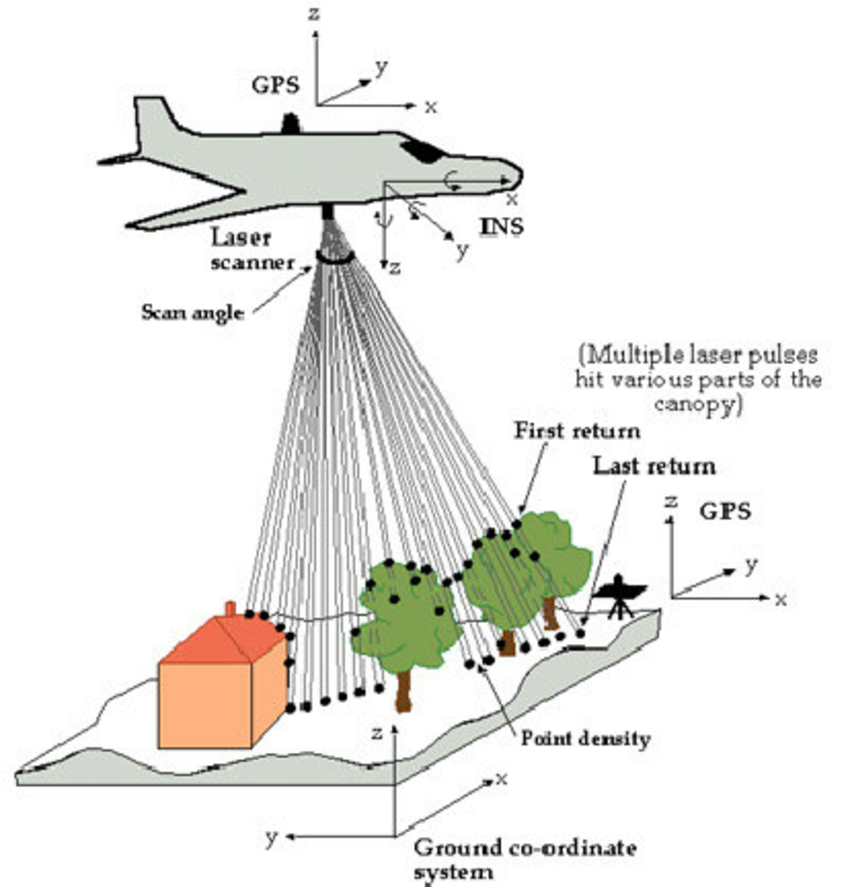 z
y
GPS
x
x
INS
y
z
Laser
scanner
Scan angle
(Multiple laser pulses
hit various parts of the
canopy)
First return
Last return
z
GPS
y
x
Point density
z
x
y
Ground co-ordinate
system